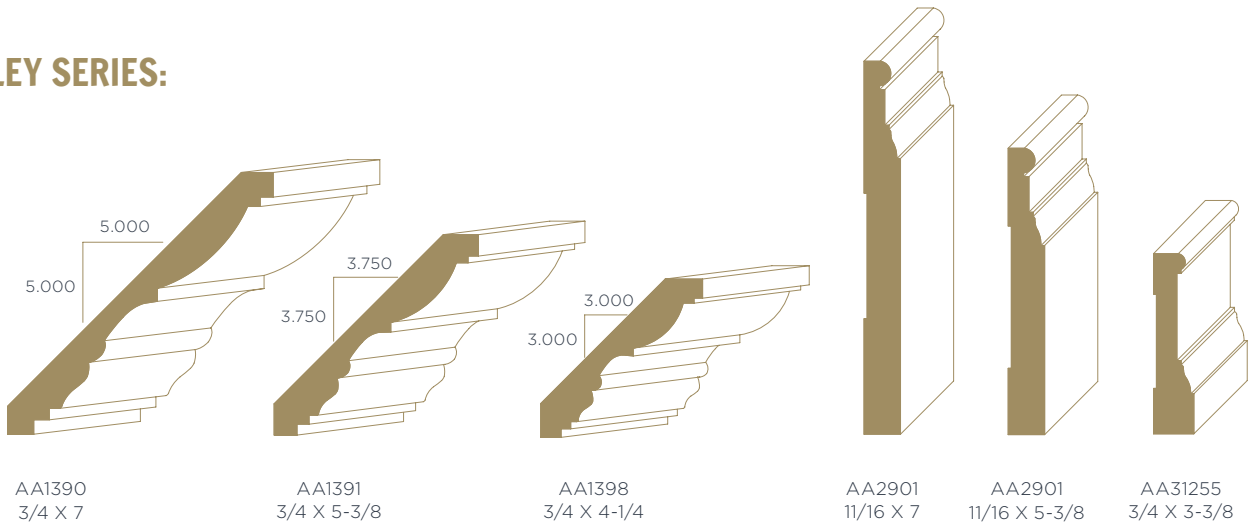 SERIES:
5.000
5.000
3.750
3.750
3.000
3.000
AA1390
3/4 X 7
AA1391
3/4 X 5-3/8
AA1398
3/4 X 4-1/4
AA2901
11/16 X 7
AA2901
11/16 X 5-3/8
AA31255
3/4 X 3-3/8